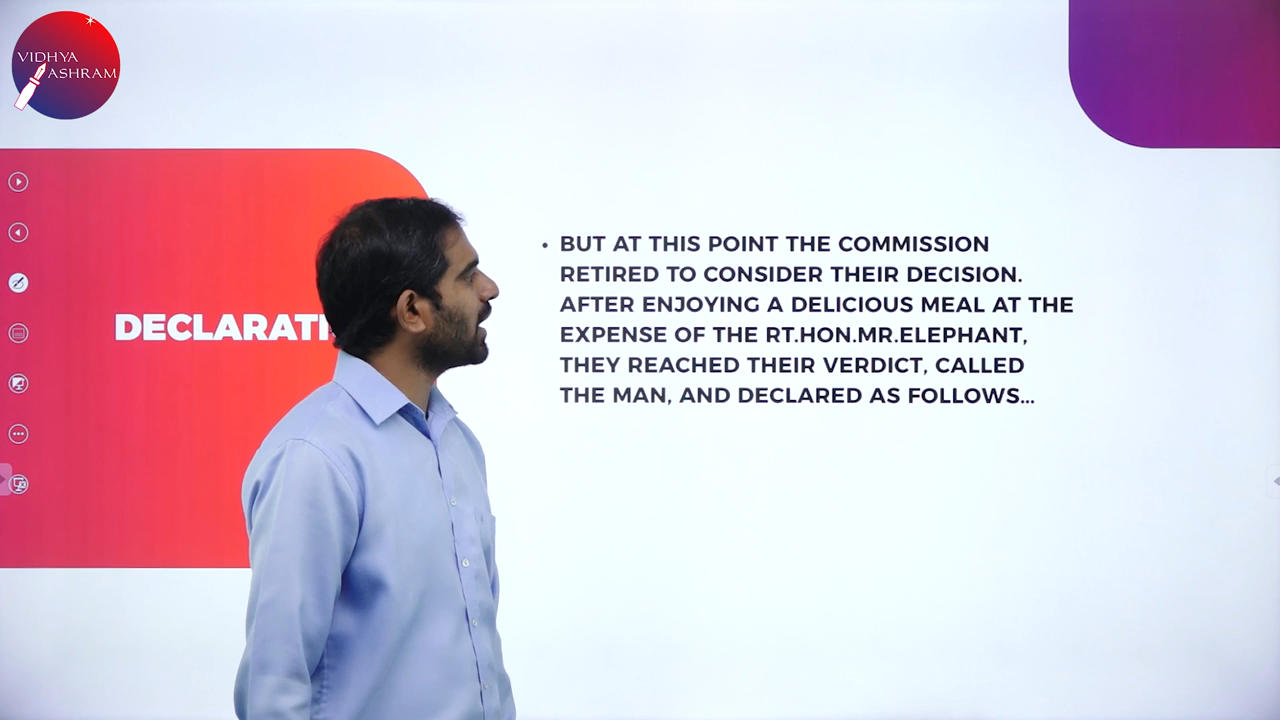 VIDHYA
ASHRAM
DECLARATI
BUT AT THIS POINT THE COMMISSION
RETIRED TO CONSIDER THEIR DECISION.
AFTER ENJOYING A DELICIOUS MEAL AT THE
EXPENSE OF THE RT.HON.MR.ELEPHANT,
THEY REACHED THEIR VERDICT, CALLED
THE MAN, AND DECLARED AS FOLLOWS...